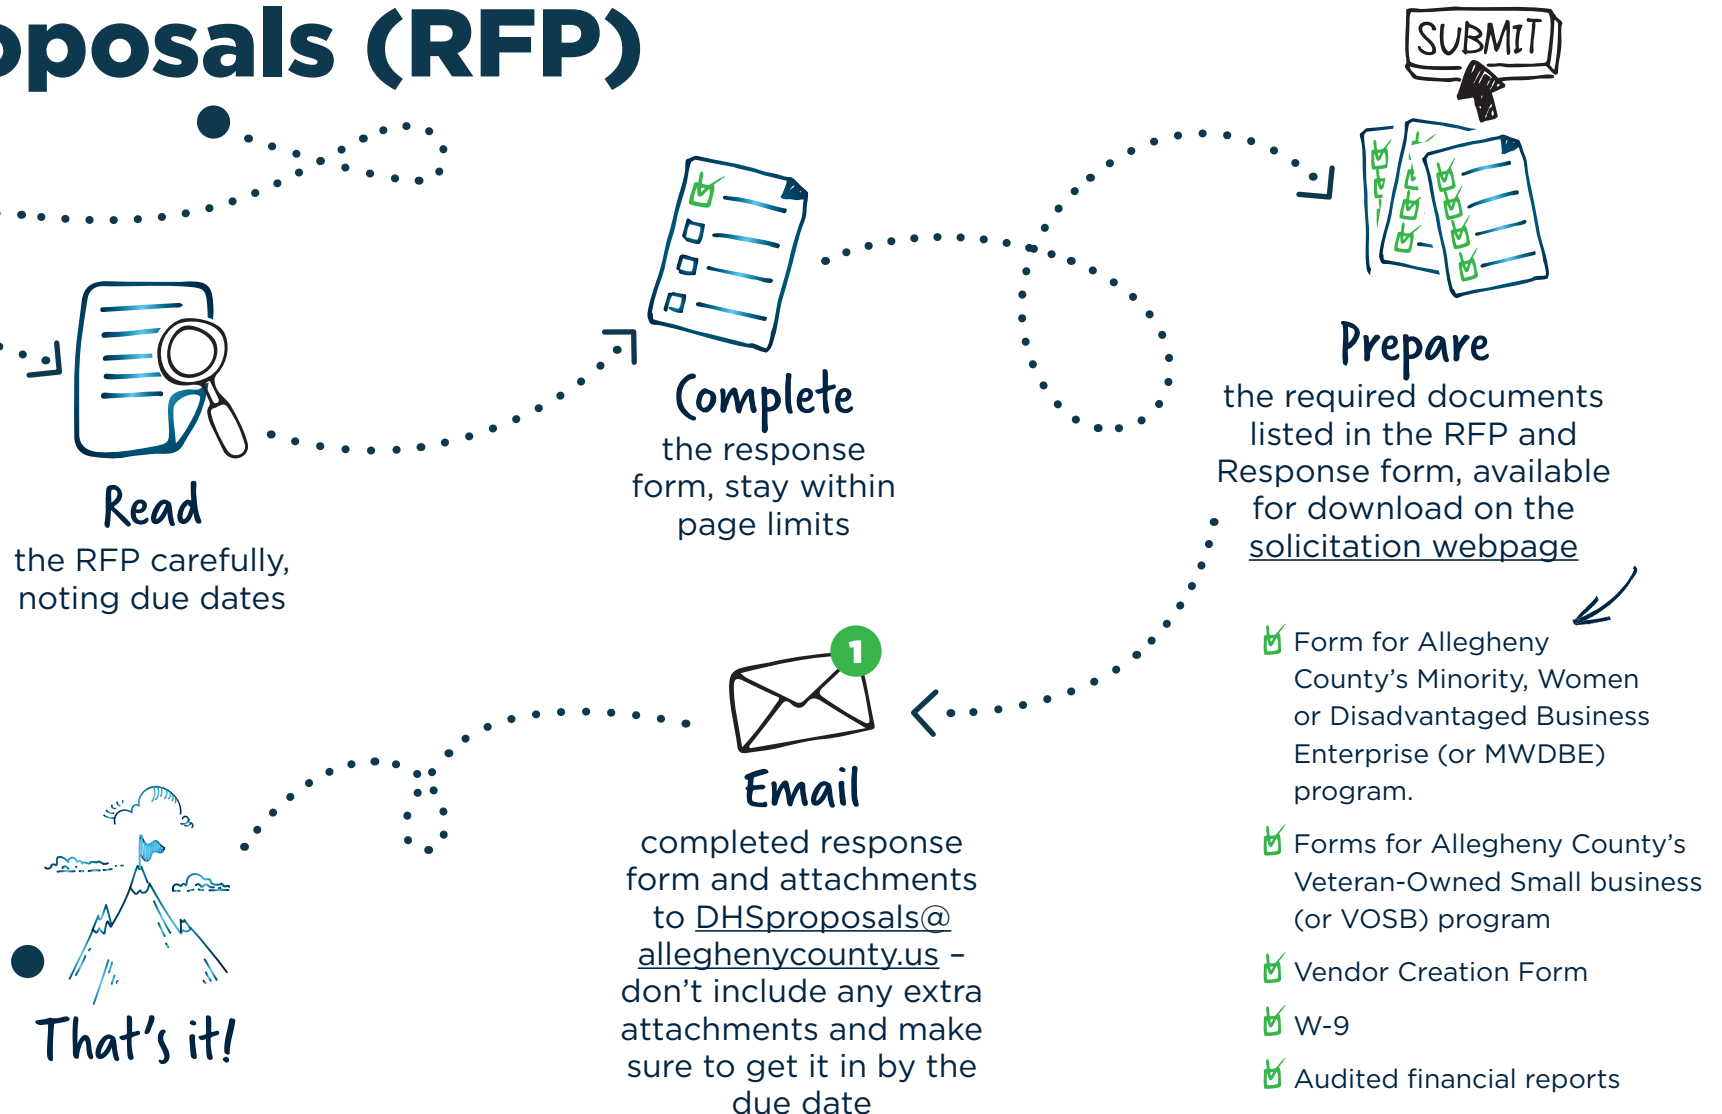 oposals (RFP)
SUBMIT
Read
the RFP carefully,
noting due dates
Complete
the response
form, stay within
page limits
Prepare
the required documents
listed in the RFP and
Response form, available
for download on the
solicitation webpage
Form for Allegheny
County’s Minority, Women
or Disadvantaged Business
Enterprise (or MWDBE)
program.
Forms for Allegheny County’s
Veteran-Owned Small business
(or VOSB) program
Vendor Creation Form
W-9
Audited financial reports
1
Email
completed response
form and attachments
to DHSproposals@
alleghenycounty.us –
don’t include any extra
attachments and make
sure to get it in by the
due date
That’s it!